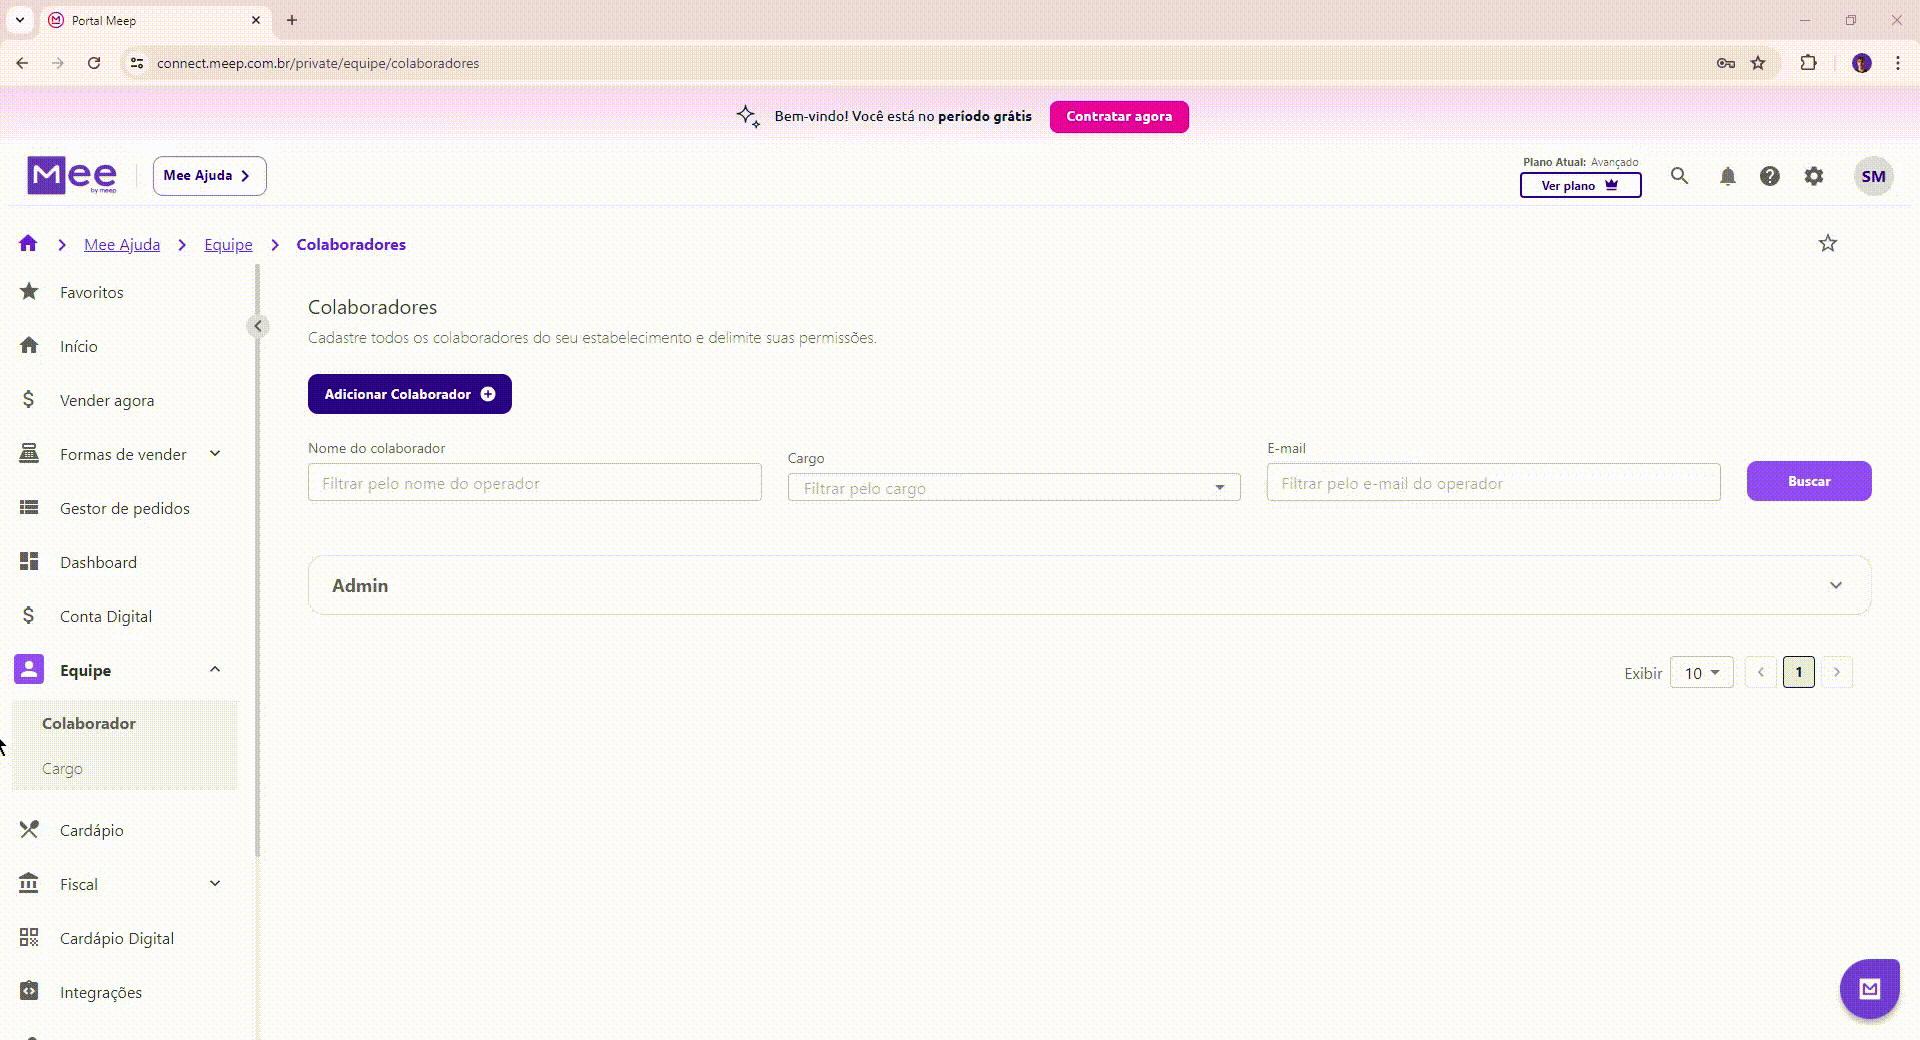 Portal Meep
connect.meep.com.br/private/equipe/colaboradores
Bem-vindo! Você está no período grátis
Contratar agora
Mee
by meep
Mee Ajuda
Plano Atual: Avançado
Ver plano
SM
Mee Ajuda
Equipe
Colaboradores
Favoritos
Início
Vender agora
Formas de vender
Gestor de pedidos
Dashboard
Conta Digital
Equipe
Colaborador
Cargo
Cardápio
Fiscal
Cardápio Digital
Integrações
Colaboradores
Cadastre todos os colaboradores do seu estabelecimento e delimite suas permissões.
Adicionar Colaborador
Nome do colaborador
Filtrar pelo nome do operador
Cargo
Filtrar pelo cargo
E-mail
Filtrar pelo e-mail do operador
Buscar
Admin
Exibir
10
1